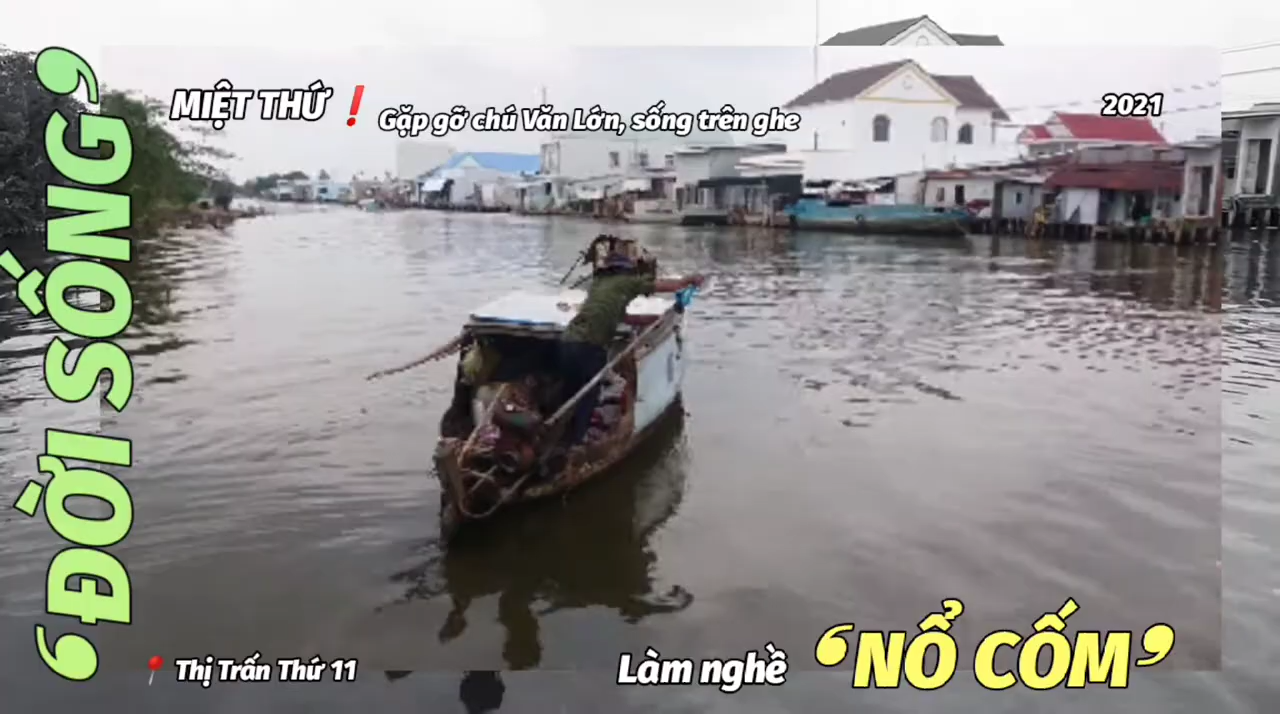 ‘ĐỜI SỐNG’
MIỆT THỨ❗
Gặp gỡ chú Văn Lớn, sống trên ghe
2021
📍 Thị Trấn Thứ 11
Làm nghề
‘NỔ CỐM’